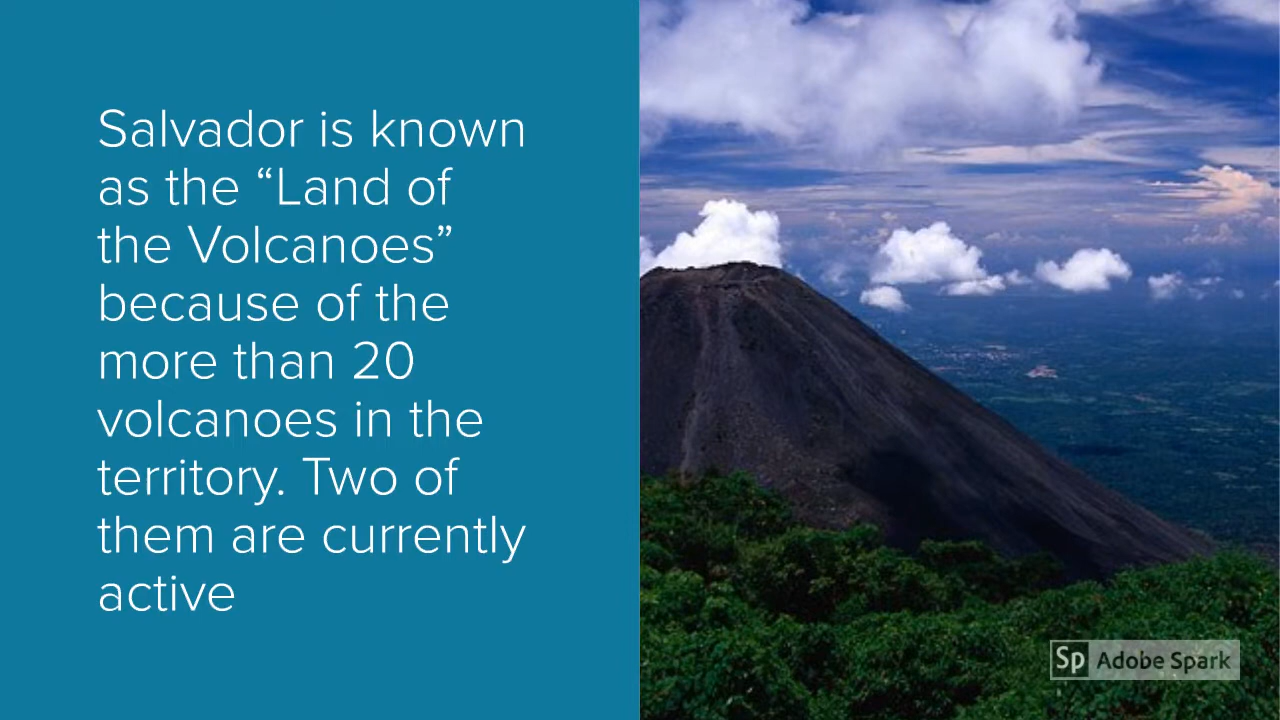 Salvador is known
as the “Land of
the Volcanoes”
because of the
more than 20
volcanoes in the
territory. Two of
them are currently
active
Sp Adobe Spark